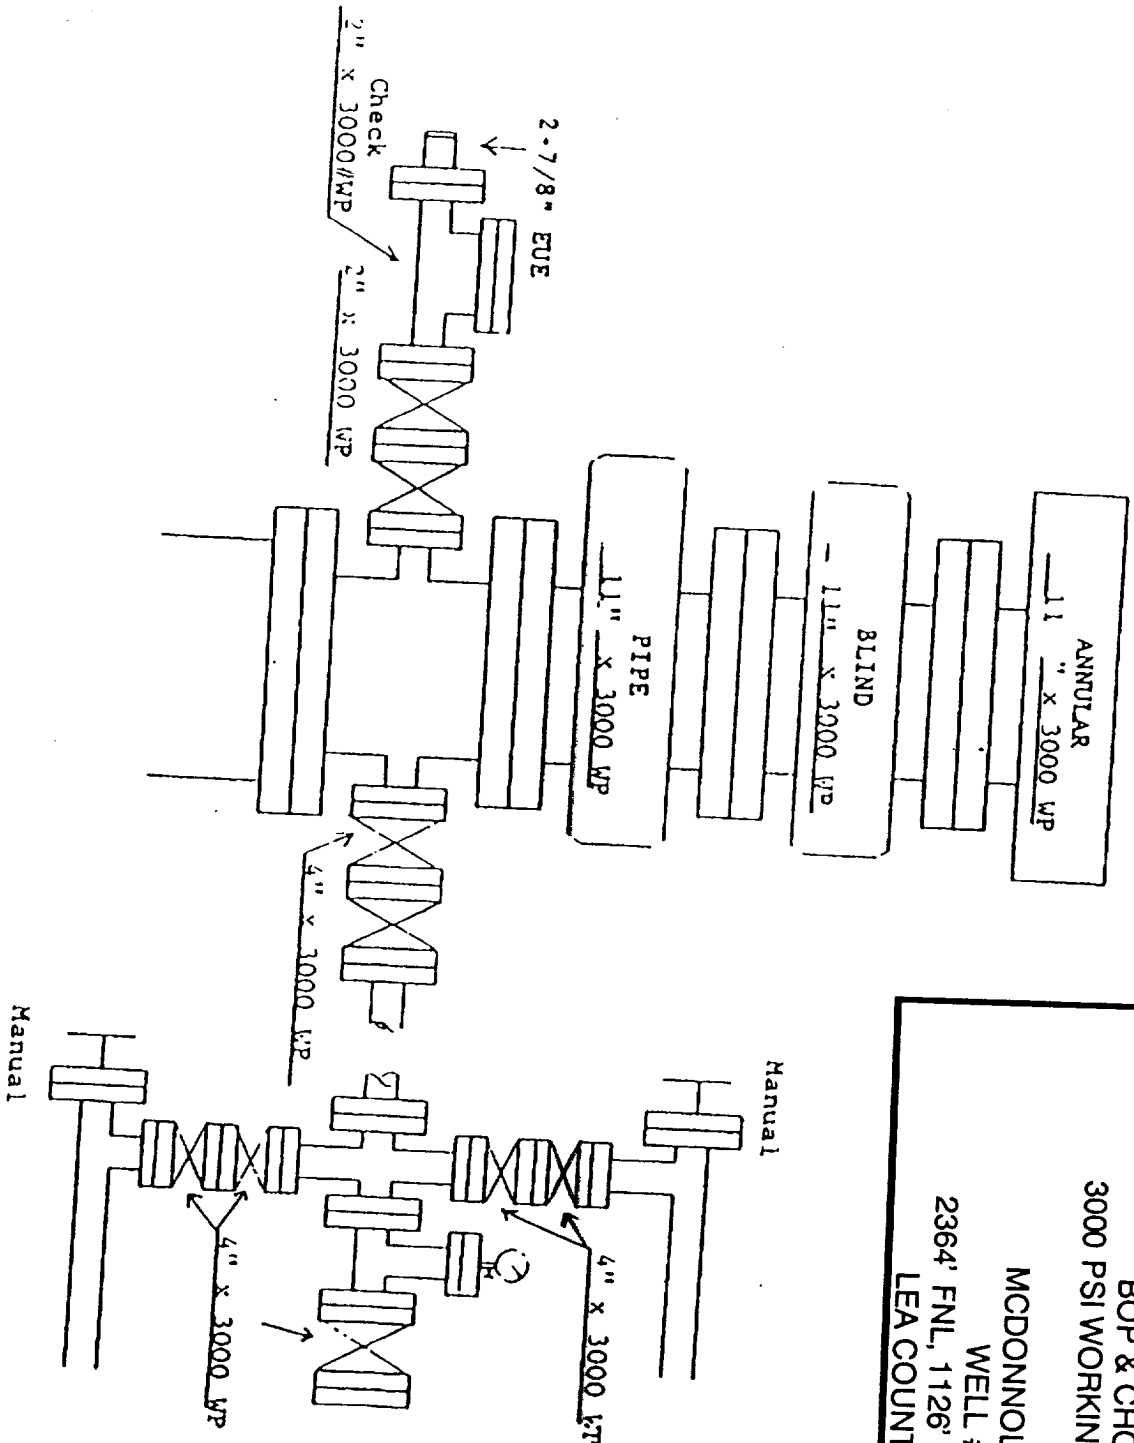 ANNULAR
11 " x 3000 WP
BLIND
11" x 3000 WP
PIPE
11" x 3000 WP
2-7/8" EUE
Check
2" x 3000#WP
2" x 3000 WP
4" x 3000 WP
Manual
4" x 3000
Manual
4" x 3000 WP
3000 PSI
MCDONNOL
WELL
2364' FNL, 1126'
LEA COUNT